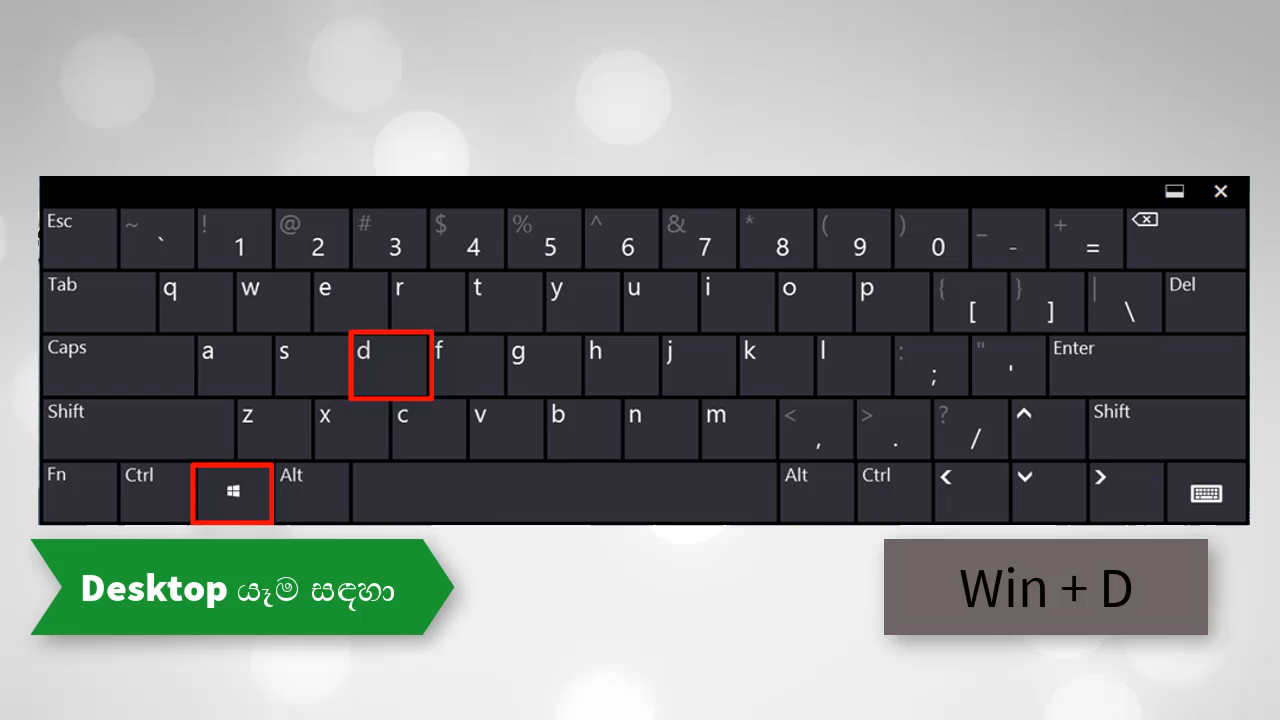 Esc ~ ` ! 1 @ 2 # 3 $ 4 % 5 ^ 6 & 7 * 8 ( 9 ) 0 _ - + =
Tab q w e r t y u i o p { [ } ] | \ Del
Caps a s d f g h j k l : ; " ' Enter
Shift z x c v b n m < , > . ? / Shift
Fn Ctrl Alt Alt Ctrl
Desktop යෑම සඳහා
Win + D